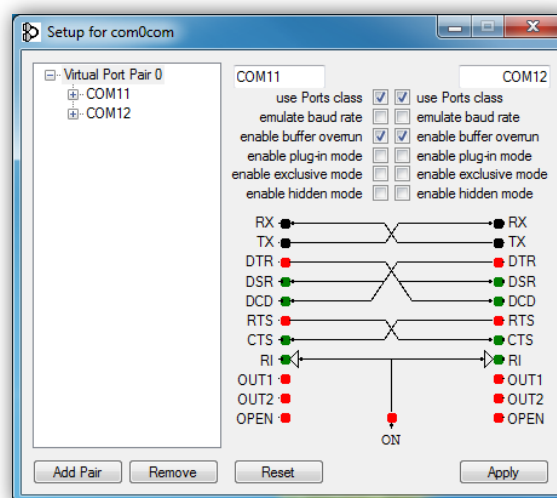 Setup for com0com
Virtual Port Pair 0
COM11
COM12
COM11 COM12
use Ports class use Ports class
emulate baud rate emulate baud rate
enable buffer overrun enable buffer overrun
enable plug-in mode enable plug-in mode
enable exclusive mode enable exclusive mode
enable hidden mode enable hidden mode
RX RX
TX TX
DTR DTR
DSR DSR
DCD DCD
RTS RTS
CTS CTS
RI RI
OUT1 OUT1
OUT2 OUT2
OPEN OPEN
ON
Add Pair Remove Reset Apply